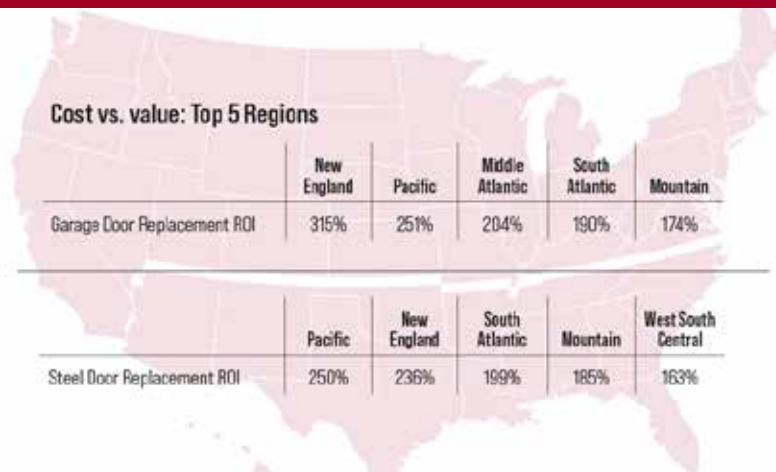 Cost vs. value: Top 5 Regions
New England Pacific Middle Atlantic South Atlantic Mountain
Garage Door Replacement ROI 315% 251% 204% 190% 174%
Pacific New England South Atlantic Mountain West South Central
Steel Door Replacement ROI 250% 236% 199% 185% 163%